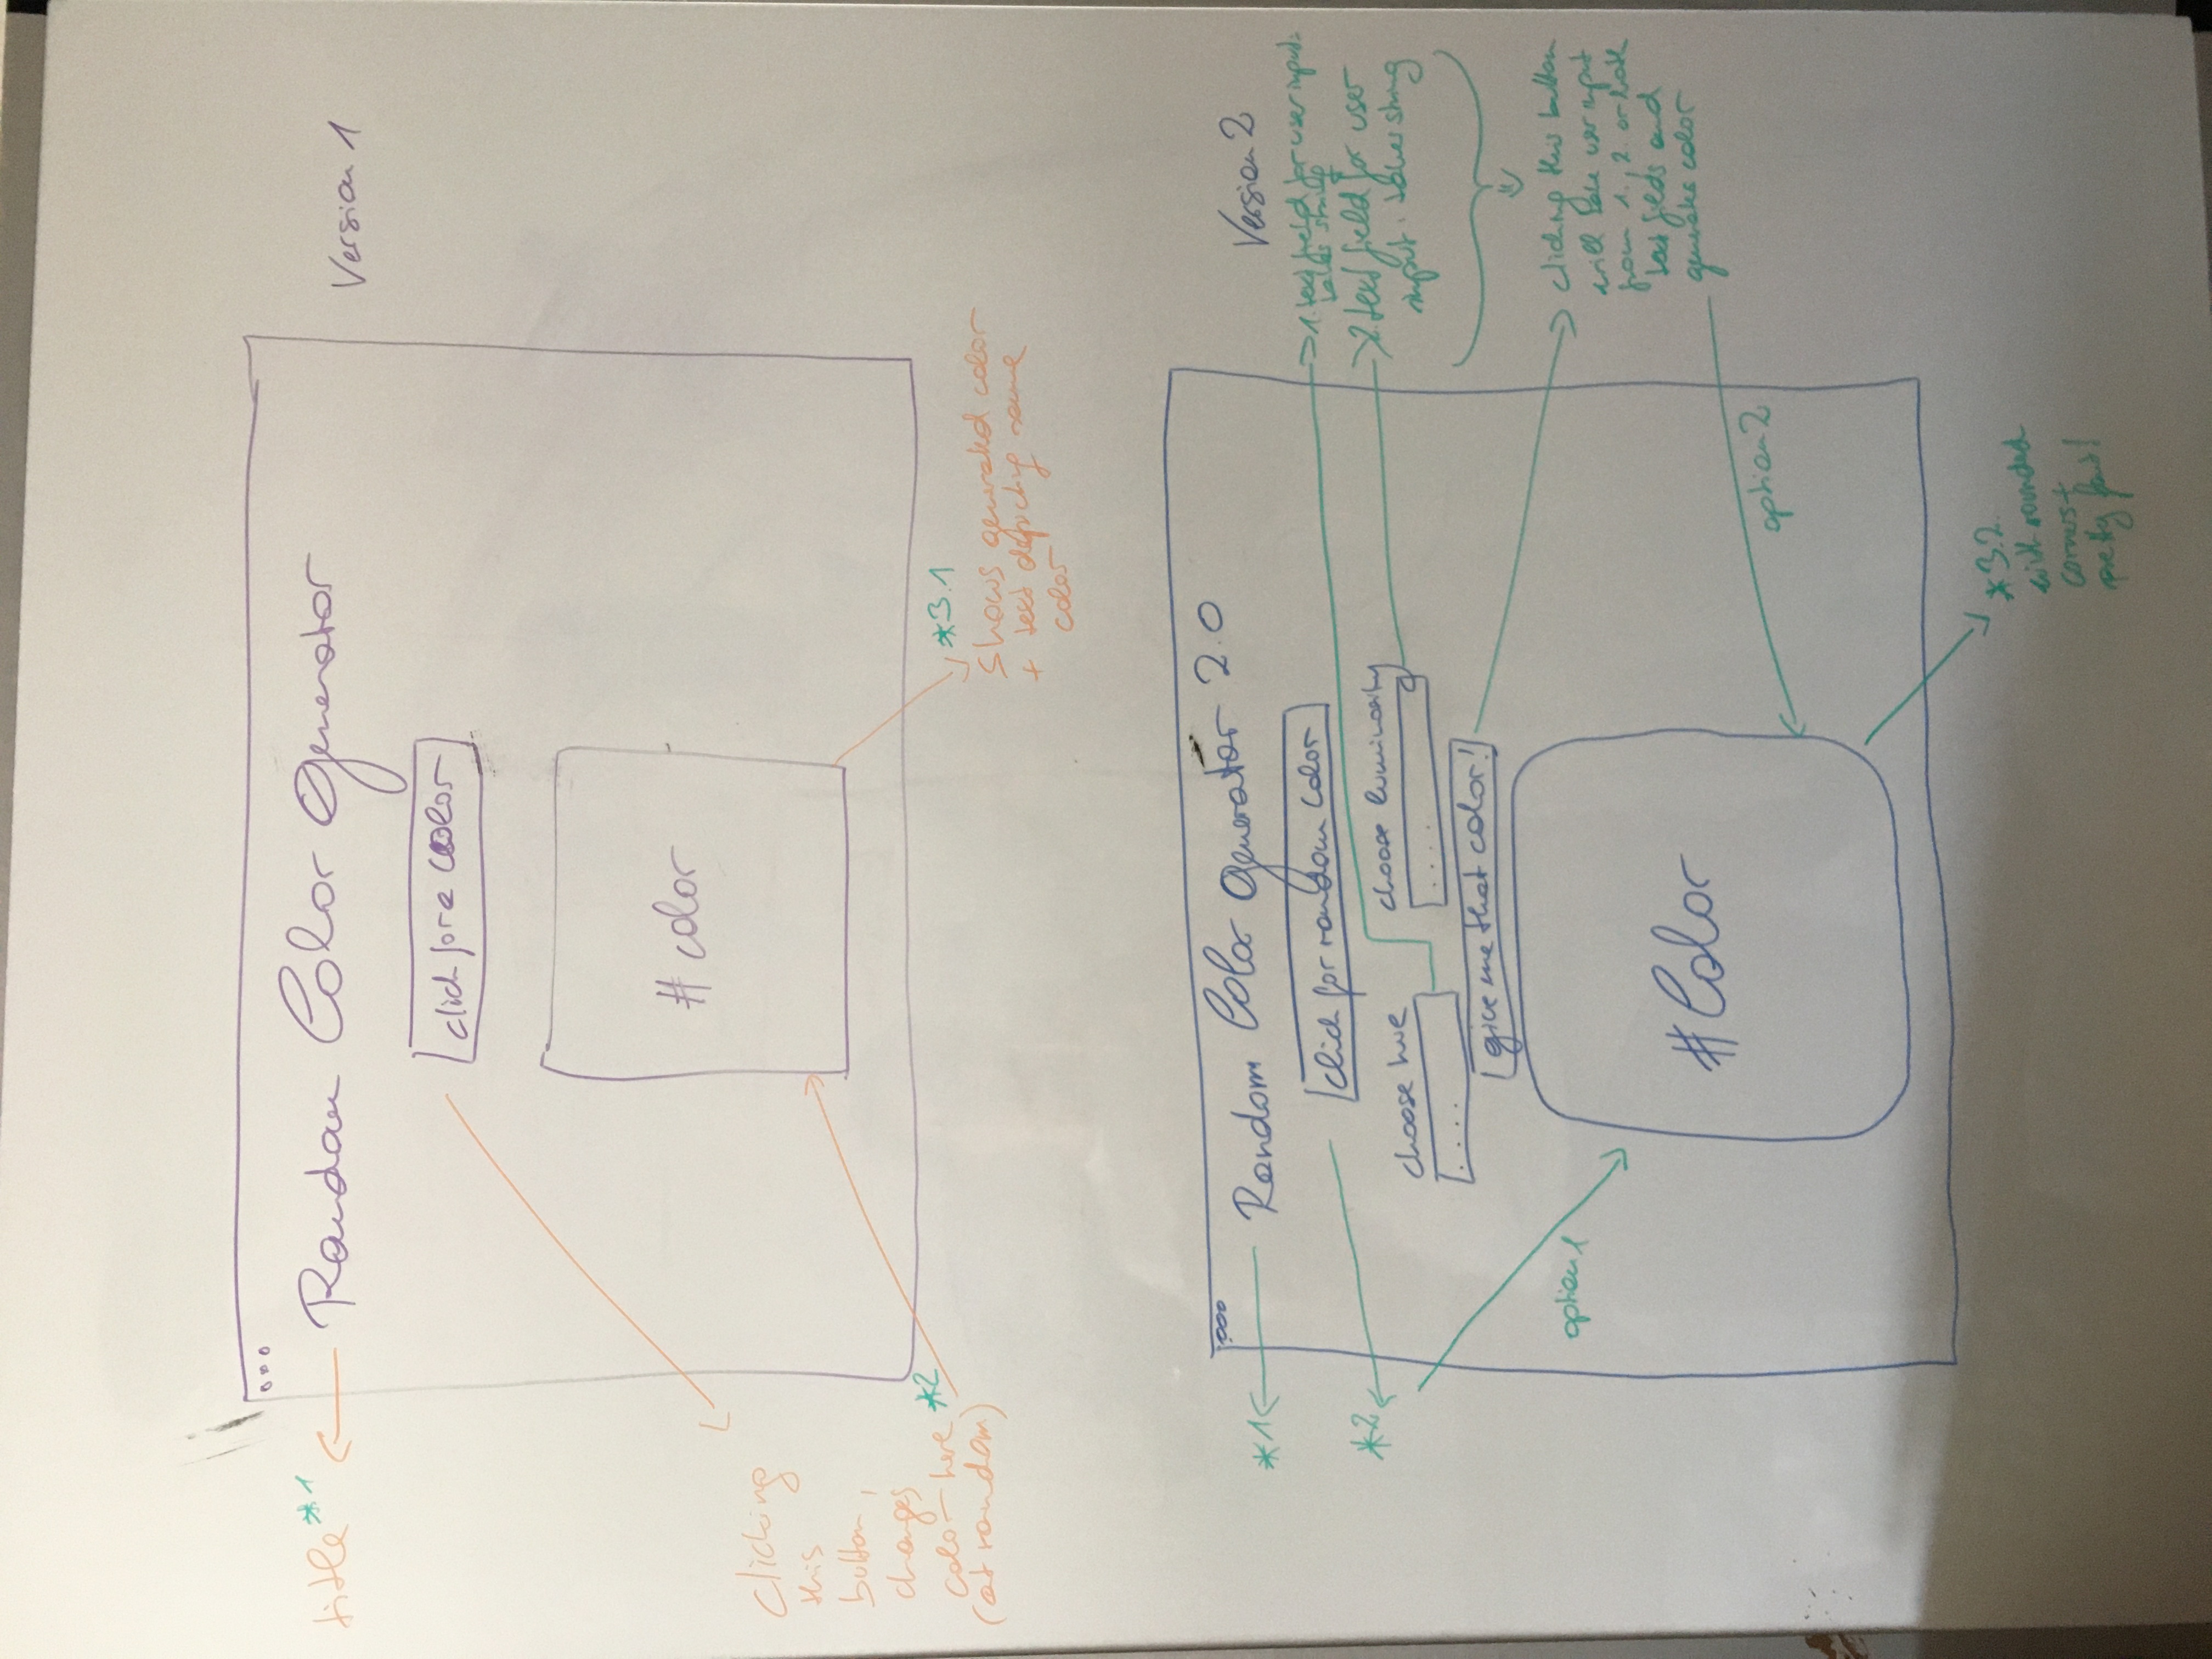 Random Color Generator
title *1
Version 1
click for a color
# color
Clicking
this
button,
changes
color here *2
(at random)
*3.1
Shows generated color
+ text depicting same
color
Random Color Generator 2.0
*1
Version 2
click for random color
1. text field for user input:
takes string
*2
choose hue
choose luminosity
2. text field for user
input. takes string
....
....
give me that color!
option 1
clicking this button
will take user input
from 1., 2. or both
text fields and
generates color
#Color
option 2
*3.2.
with rounded
corners +
pretty font!